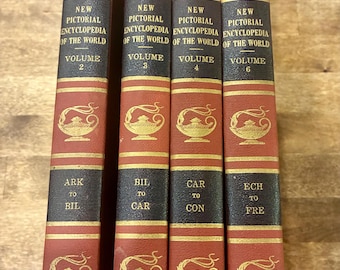 NEW
PICTORIAL
ENCYCLOPEDIA
OF THE WORLD
VOLUME
2
ARK
TO
BIL
NEW
PICTORIAL
ENCYCLOPEDIA
OF THE WORLD
VOLUME
3
BIL
TO
CAR
NEW
PICTORIAL
ENCYCLOPEDIA
OF THE WORLD
VOLUME
4
CAR
TO
CON
NEW
PICTORIAL
ENCYCLOPEDIA
OF THE WORLD
VOLUME
6
ECH
TO
FRE